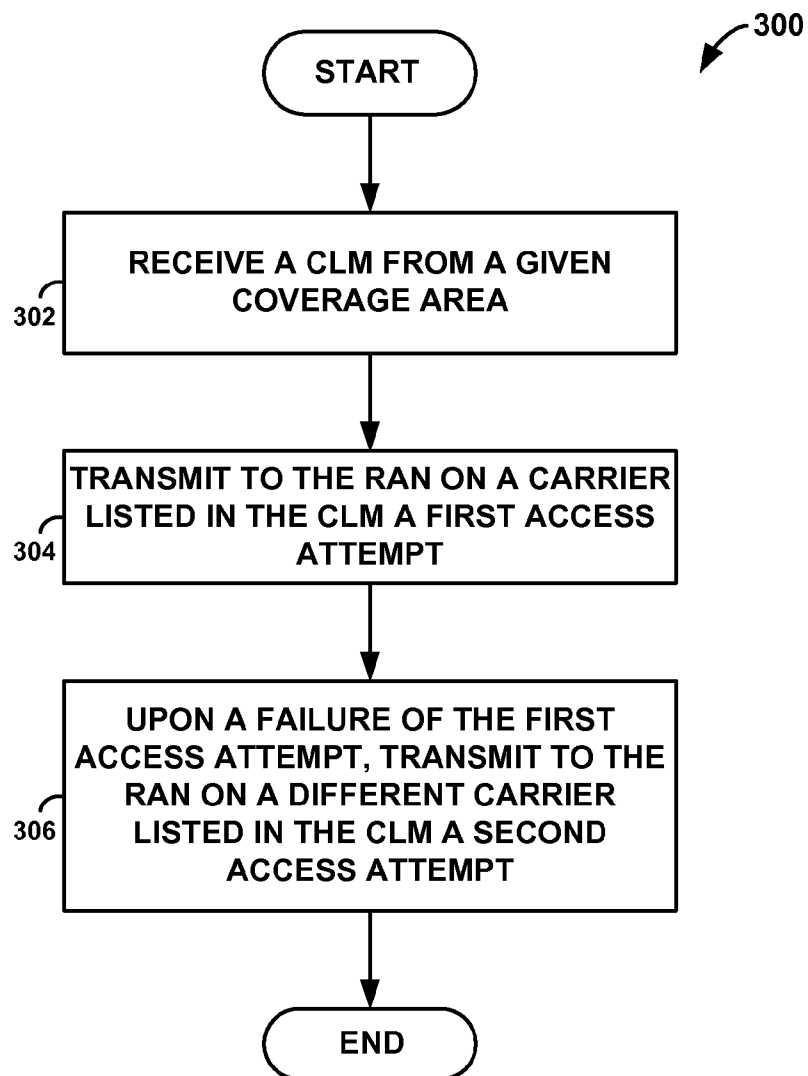 300
START
RECEIVE A CLM FROM A GIVEN
COVERAGE AREA
302
TRANSMIT TO THE RAN ON A CARRIER
LISTED IN THE CLM A FIRST ACCESS
ATTEMPT
304
UPON A FAILURE OF THE FIRST
ACCESS ATTEMPT, TRANSMIT TO THE
RAN ON A DIFFERENT CARRIER
LISTED IN THE CLM A SECOND
ACCESS ATTEMPT
306
END